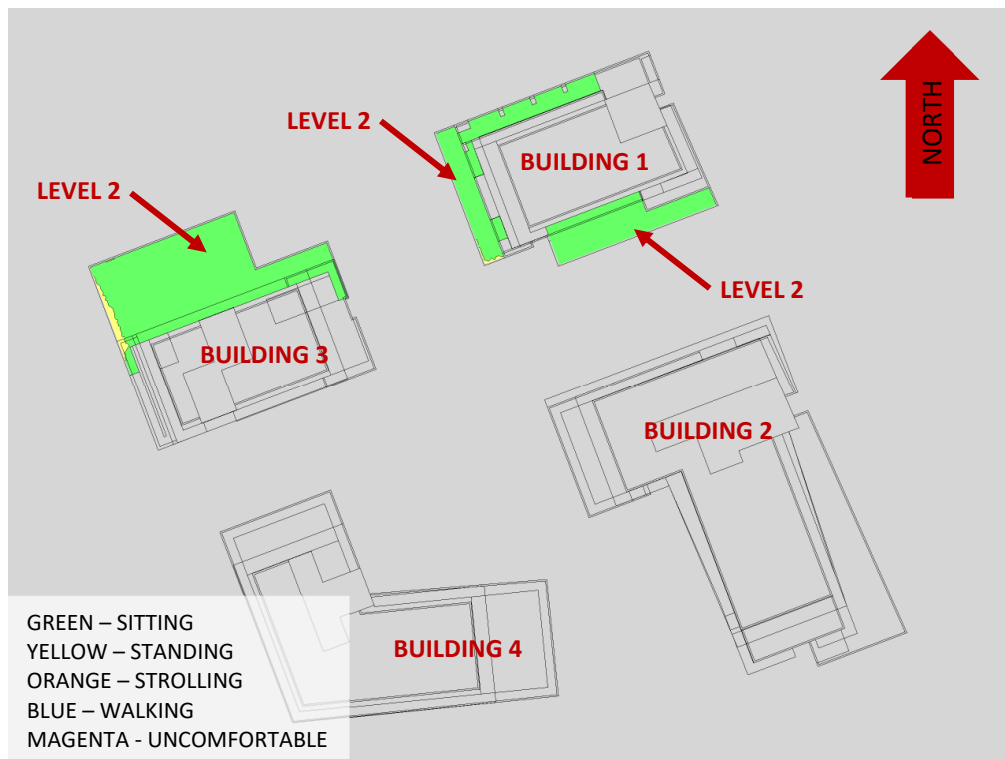 NORTH
LEVEL 2
BUILDING 1
LEVEL 2
LEVEL 2
BUILDING 3
BUILDING 2
BUILDING 4
GREEN – SITTING
YELLOW – STANDING
ORANGE – STROLLING
BLUE – WALKING
MAGENTA - UNCOMFORTABLE